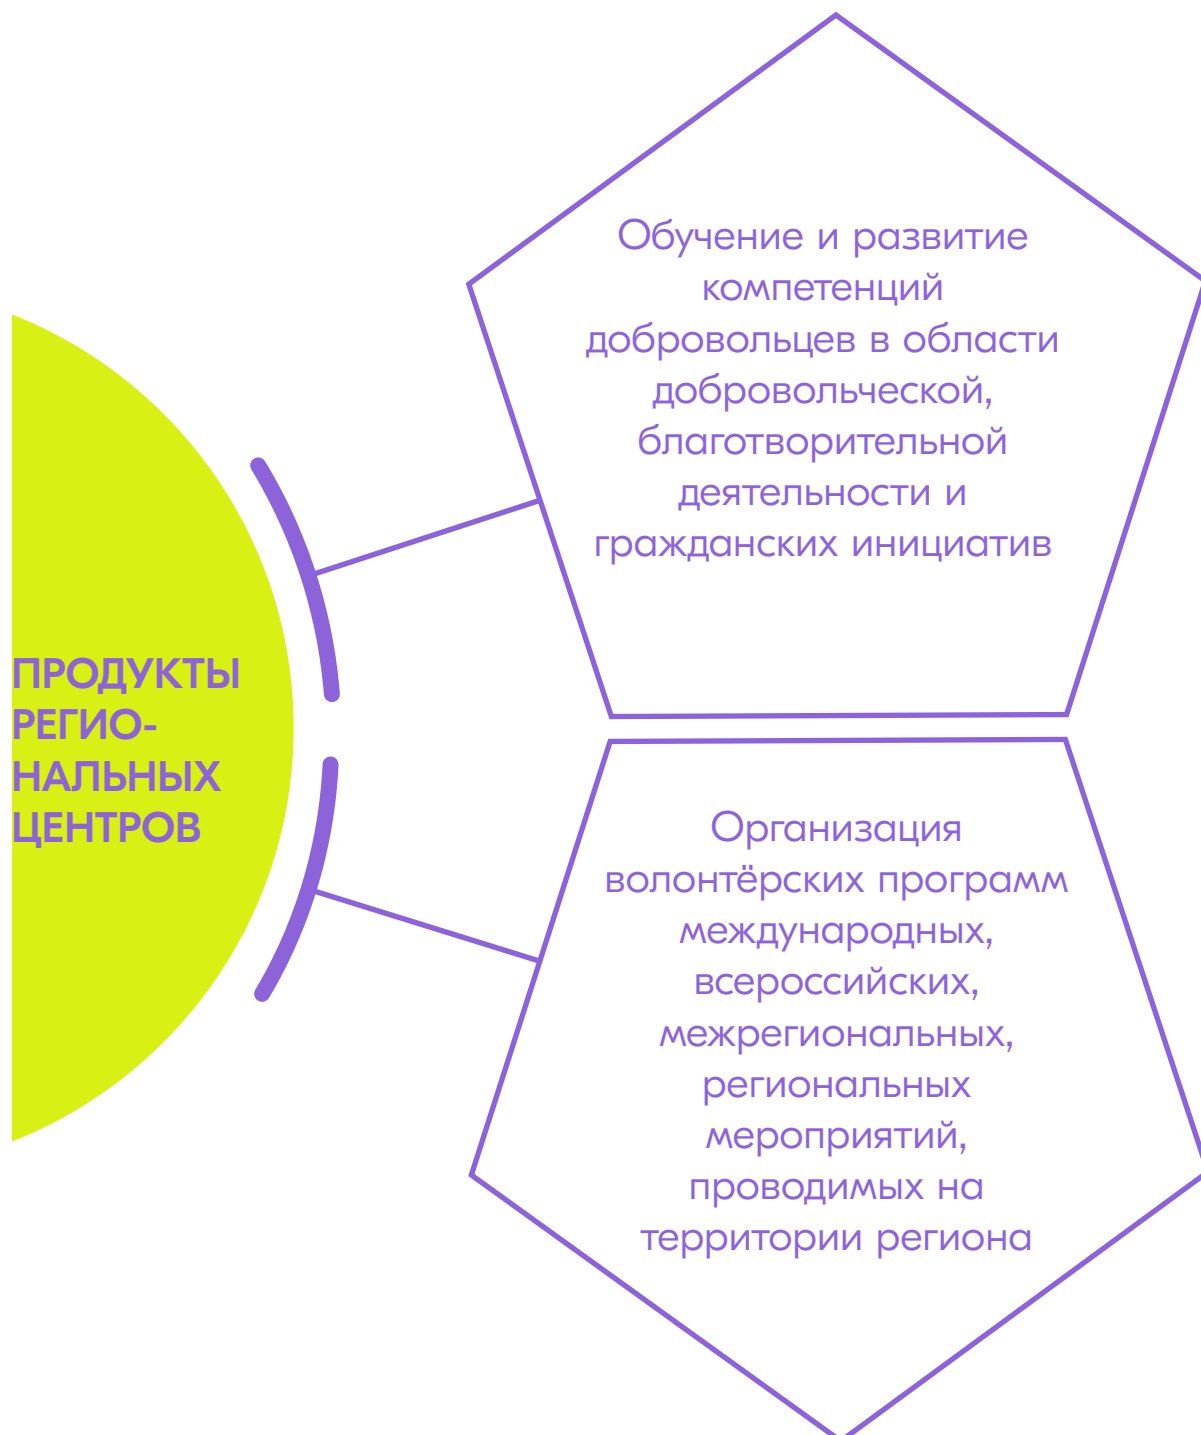 ПРОДУКТЫ
РЕГИО-
НАЛЬНЫХ
ЦЕНТРОВ
Обучение и развитие
компетенций
добровольцев в области
добровольческой,
благотворительной
деятельности и
гражданских инициатив
Организация
волонтёрских программ
международных,
всероссийских,
межрегиональных,
региональных
мероприятий,
проводимых на
территории региона